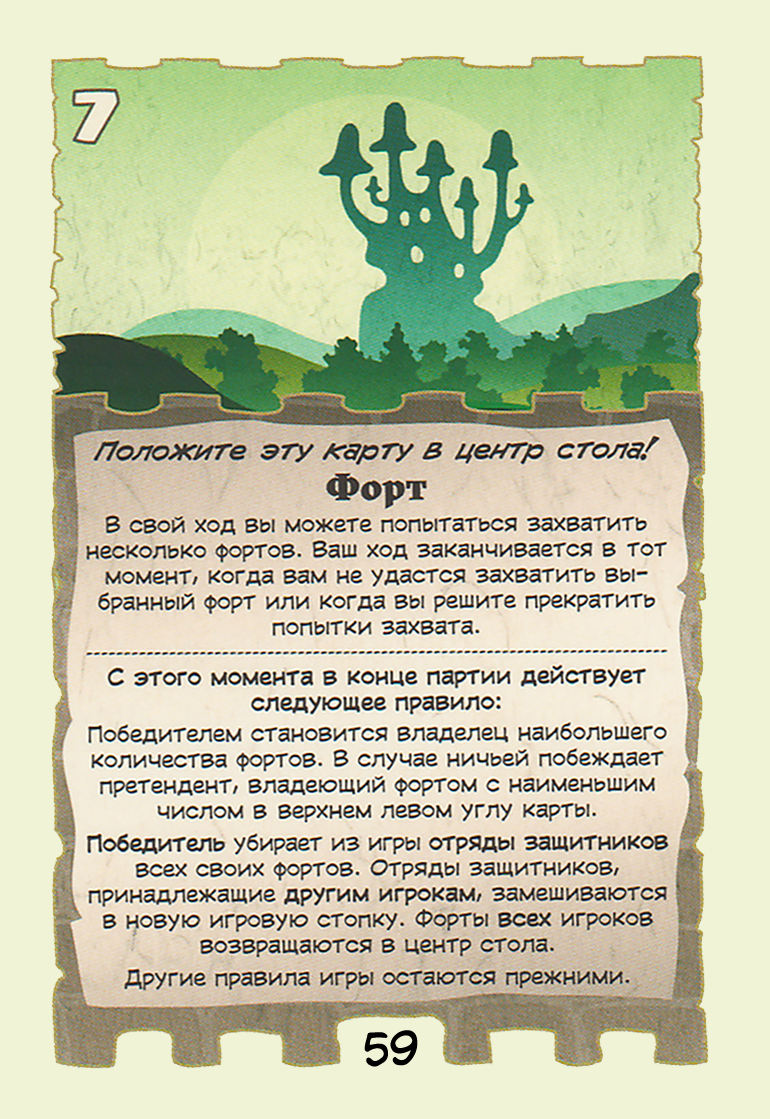 7
Положите эту карту в центр стола!
Форт
В свой ход вы можете попытаться захватить
несколько фортов. Ваш ход заканчивается в тот
момент, когда вам не удастся захватить вы-
бранный форт или когда вы решите прекратить
попытки захвата.
С этого момента в конце партии действует
следующее правило:
Победителем становится владелец наибольшего
количества фортов. В случае ничьей побеждает
претендент, владеющий фортом с наименьшим
числом в верхнем левом углу карты.
Победитель убирает из игры отряды защитников
всех своих фортов. Отряды защитников,
принадлежащие другим игрокам, замешиваются
в новую игровую стопку. Форты всех игроков
возвращаются в центр стола.
Другие правила игры остаются прежними.
59